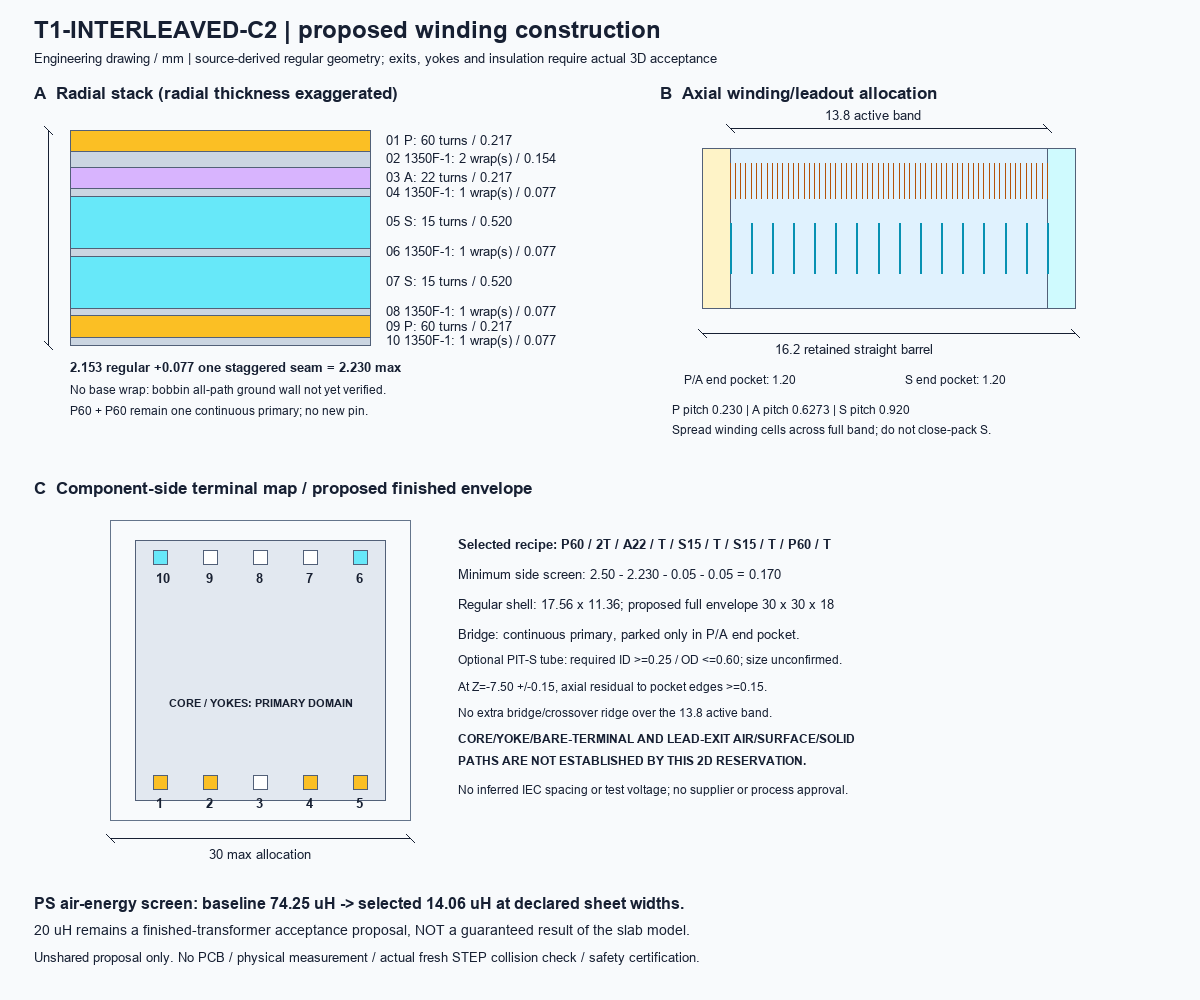 T1-INTERLEAVED-C2 | proposed winding construction
Engineering drawing / mm | source-derived regular geometry; exits, yokes and insulation require actual 3D acceptance
A Radial stack (radial thickness exaggerated)
01 P: 60 turns / 0.217
02 1350F-1: 2 wrap(s) / 0.154
03 A: 22 turns / 0.217
04 1350F-1: 1 wrap(s) / 0.077
05 S: 15 turns / 0.520
06 1350F-1: 1 wrap(s) / 0.077
07 S: 15 turns / 0.520
08 1350F-1: 1 wrap(s) / 0.077
09 P: 60 turns / 0.217
10 1350F-1: 1 wrap(s) / 0.077
2.153 regular +0.077 one staggered seam = 2.230 max
No base wrap: bobbin all-path ground wall not yet verified.
P60 + P60 remain one continuous primary; no new pin.
B Axial winding/leadout allocation
13.8 active band
16.2 retained straight barrel
P/A end pocket: 1.20
S end pocket: 1.20
P pitch 0.230 | A pitch 0.6273 | S pitch 0.920
Spread winding cells across full band; do not close-pack S.
C Component-side terminal map / proposed finished envelope
10 9 8 7 6
CORE / YOKES: PRIMARY DOMAIN
1 2 3 4 5
30 max allocation
Selected recipe: P60 / 2T / A22 / T / S15 / T / S15 / T / P60 / T
Minimum side screen: 2.50 - 2.230 - 0.05 - 0.05 = 0.170
Regular shell: 17.56 x 11.36; proposed full envelope 30 x 30 x 18
Bridge: continuous primary, parked only in P/A end pocket.
Optional PIT-S tube: required ID >=0.25 / OD <=0.60; size unconfirmed.
At Z=-7.50 +/-0.15, axial residual to pocket edges >=0.15.
No extra bridge/crossover ridge over the 13.8 active band.
CORE/YOKE/BARE-TERMINAL AND LEAD-EXIT AIR/SURFACE/SOLID
PATHS ARE NOT ESTABLISHED BY THIS 2D RESERVATION.
No inferred IEC spacing or test voltage; no supplier or process approval.
PS air-energy screen: baseline 74.25 uH -> selected 14.06 uH at declared sheet widths.
20 uH remains a finished-transformer acceptance proposal, NOT a guaranteed result of the slab model.
Unshared proposal only. No PCB / physical measurement / actual fresh STEP collision check / safety certification.